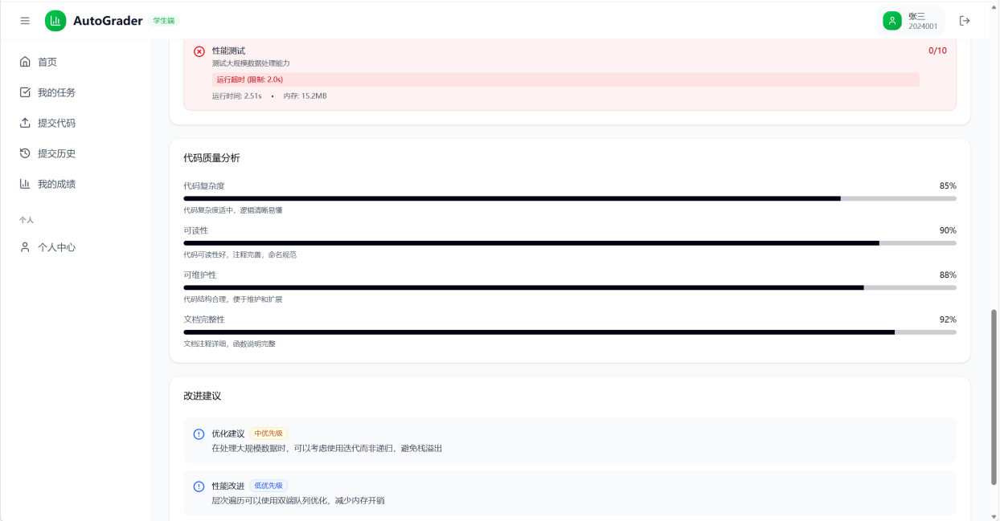 AutoGrader 学生端
张三
2024001
首页
我的任务
提交代码
提交历史
我的成绩
个人
个人中心
性能测试 0/10
测试大规模数据处理能力
运行超时 (限制: 2.0s)
运行时间: 2.51s • 内存: 15.2MB
代码质量分析
代码复杂度 85%
代码复杂度适中，逻辑清晰易懂
可读性 90%
代码可读性好，注释完善，命名规范
可维护性 88%
代码结构合理，便于维护和扩展
文档完整性 92%
文档注释详细，函数说明完整
改进建议
优化建议 中优先级
在处理大规模数据时，可以考虑使用迭代而非递归，避免栈溢出
性能改进 低优先级
层次遍历可以使用双端队列优化，减少内存开销